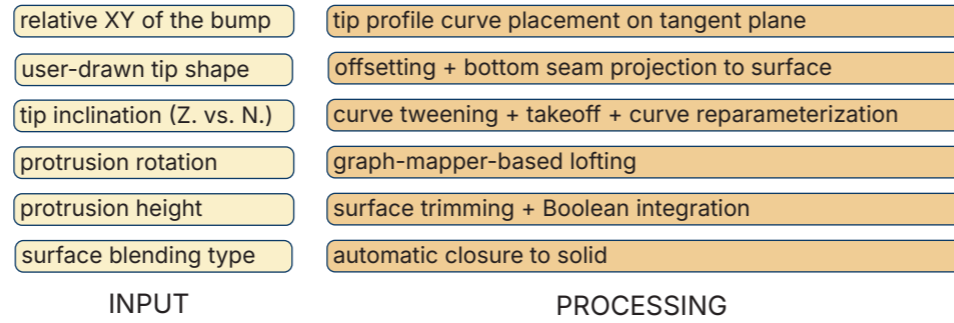 relative XY of the bump
user-drawn tip shape
tip inclination (Z. vs. N.)
protrusion rotation
protrusion height
surface blending type
INPUT
tip profile curve placement on tangent plane
offsetting + bottom seam projection to surface
curve tweening + takeoff + curve reparameterization
graph-mapper-based lofting
surface trimming + Boolean integration
automatic closure to solid
PROCESSING